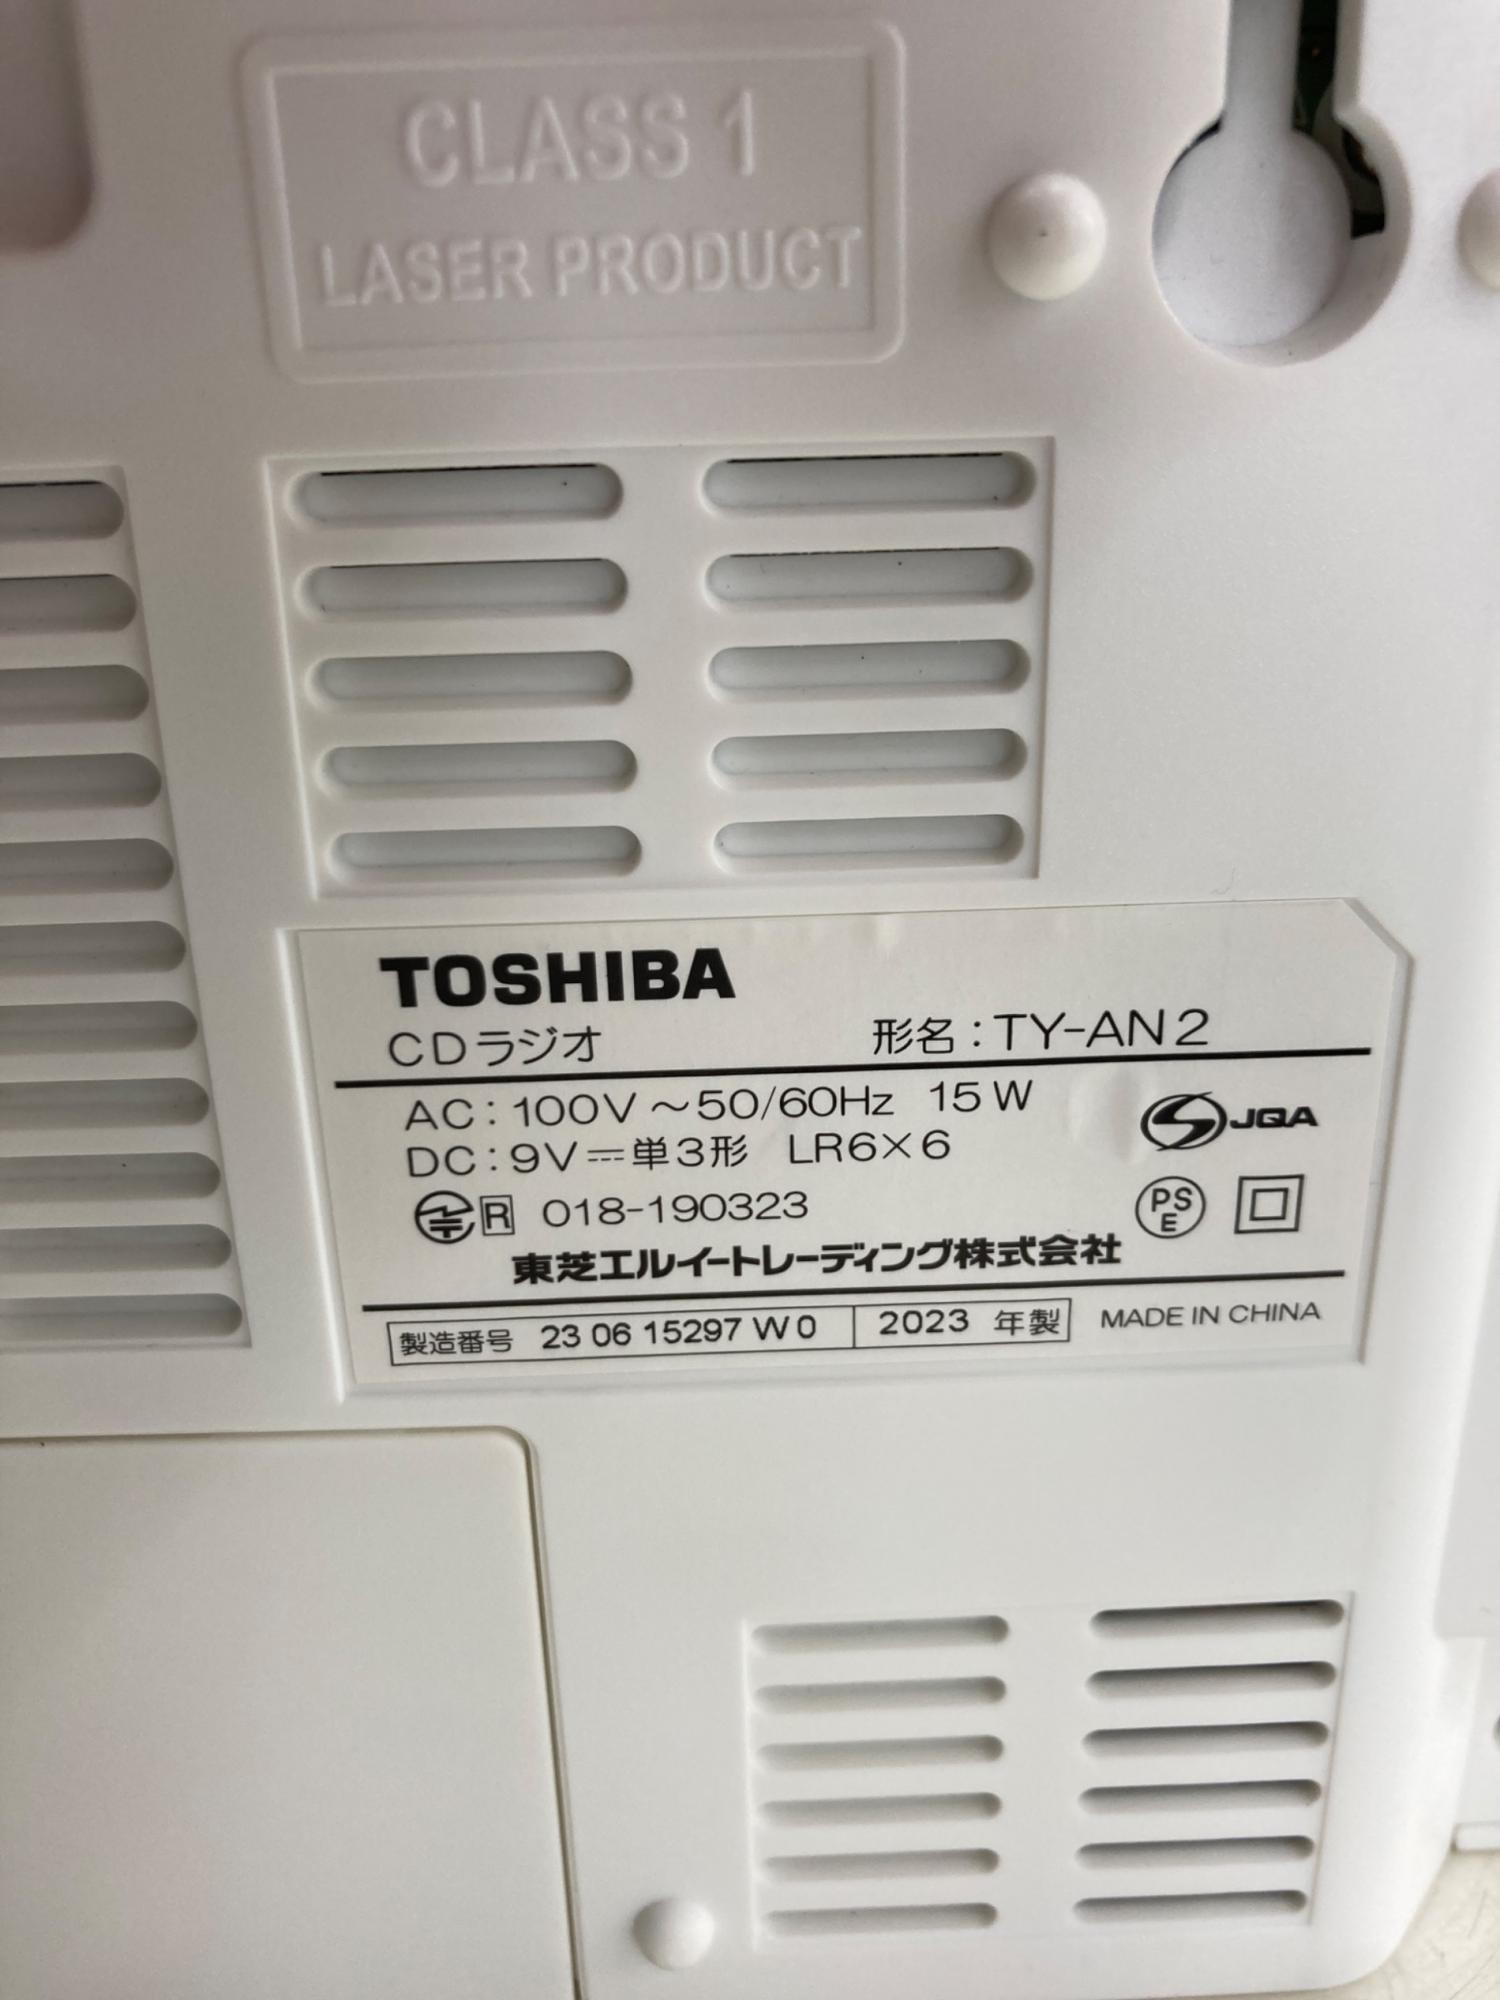 CLASS 1
LASER PRODUCT
TOSHIBA
CDラジオ 形名：TY-AN2
AC：100V～50/60Hz 15W
DC：9V⎓単3形 LR6×6
JQA
R 018-190323
PSE
東芝エルイートレーディング株式会社
製造番号 23 06 15297 W0 2023 年製 MADE IN CHINA